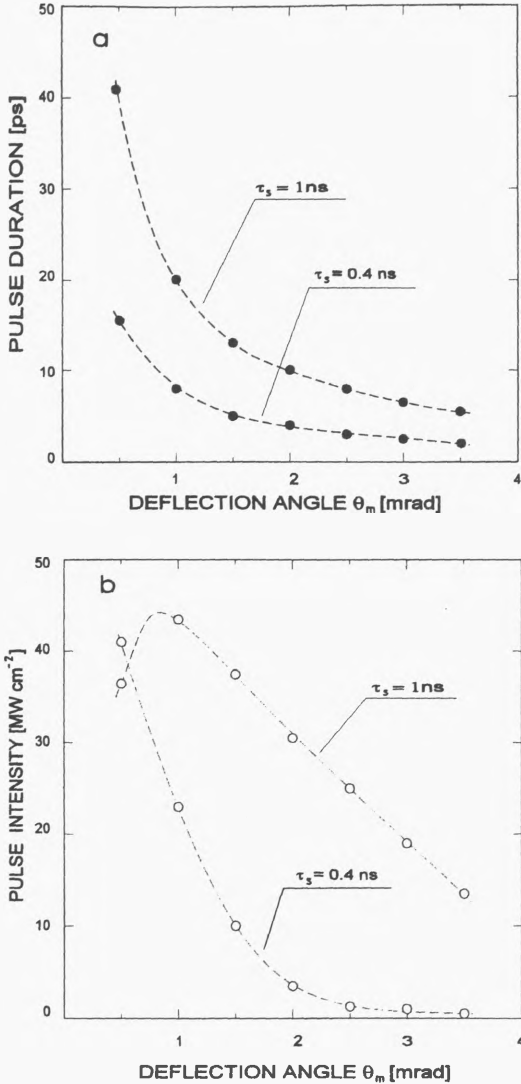 50
a
40
30
20
10
0
PULSE DURATION [ps]
τs = 1ns
τs = 0.4 ns
1 2 3 4
DEFLECTION ANGLE θm [mrad]
50
b
40
30
20
10
0
PULSE INTENSITY [MW cm⁻²]
τs = 1ns
τs = 0.4 ns
1 2 3 4
DEFLECTION ANGLE θm [mrad]